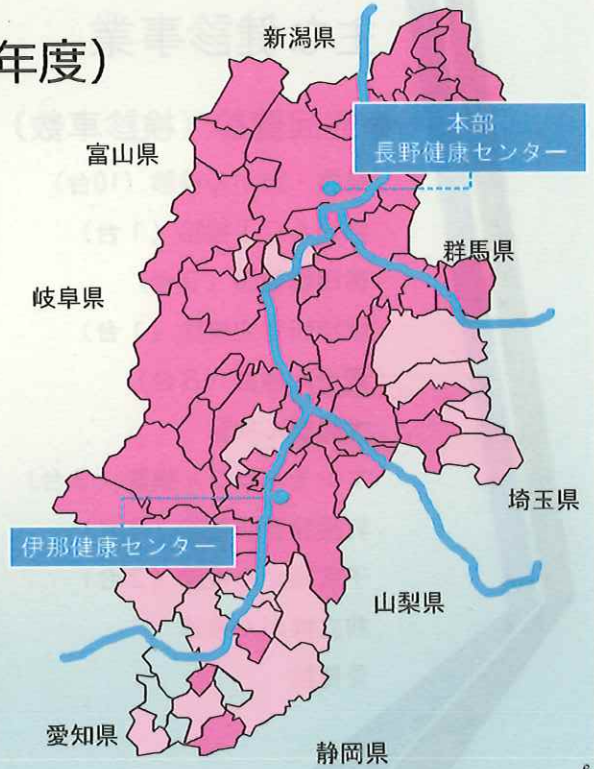 年度)
新潟県
本部
長野健康センター
富山県
群馬県
岐阜県
埼玉県
伊那健康センター
山梨県
愛知県
静岡県